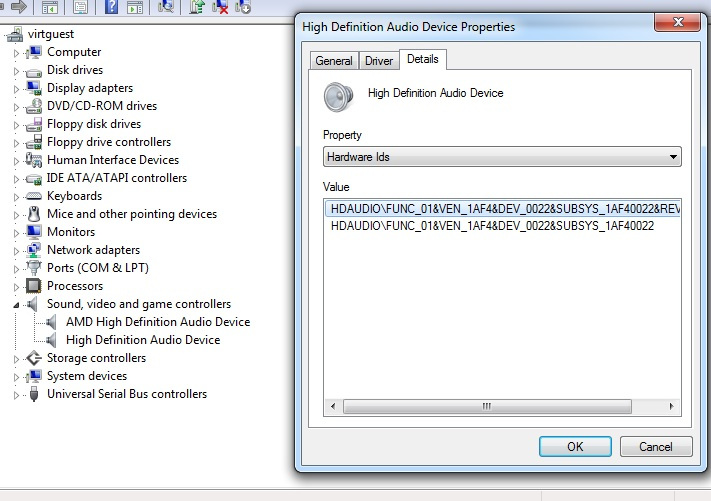 virtguest
Computer
Disk drives
Display adapters
DVD/CD-ROM drives
Floppy disk drives
Floppy drive controllers
Human Interface Devices
IDE ATA/ATAPI controllers
Keyboards
Mice and other pointing devices
Monitors
Network adapters
Ports (COM & LPT)
Processors
Sound, video and game controllers
AMD High Definition Audio Device
High Definition Audio Device
Storage controllers
System devices
Universal Serial Bus controllers
High Definition Audio Device Properties
General Driver Details
High Definition Audio Device
Property
Hardware Ids
Value
HDAUDIO\FUNC_01&VEN_1AF4&DEV_0022&SUBSYS_1AF40022&REV
HDAUDIO\FUNC_01&VEN_1AF4&DEV_0022&SUBSYS_1AF40022
OK Cancel